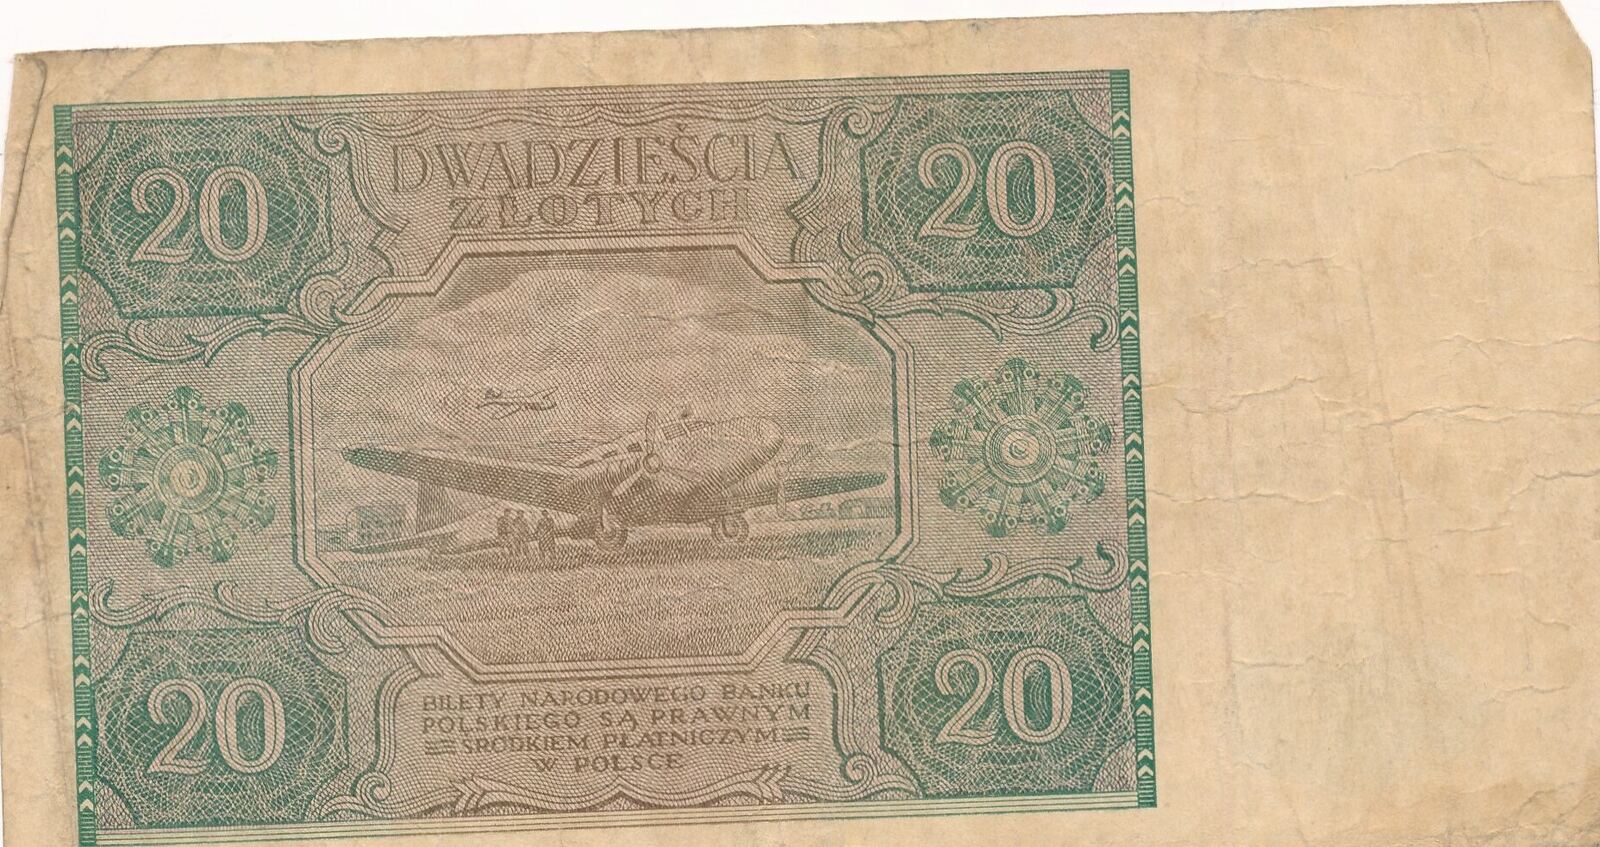 20
DWADZIEŚCIA
ZŁOTYCH
20
BILETY NARODOWEGO BANKU
POLSKIEGO SĄ PRAWNYM
ŚRODKIEM PŁATNICZYM
W POLSCE
20
20